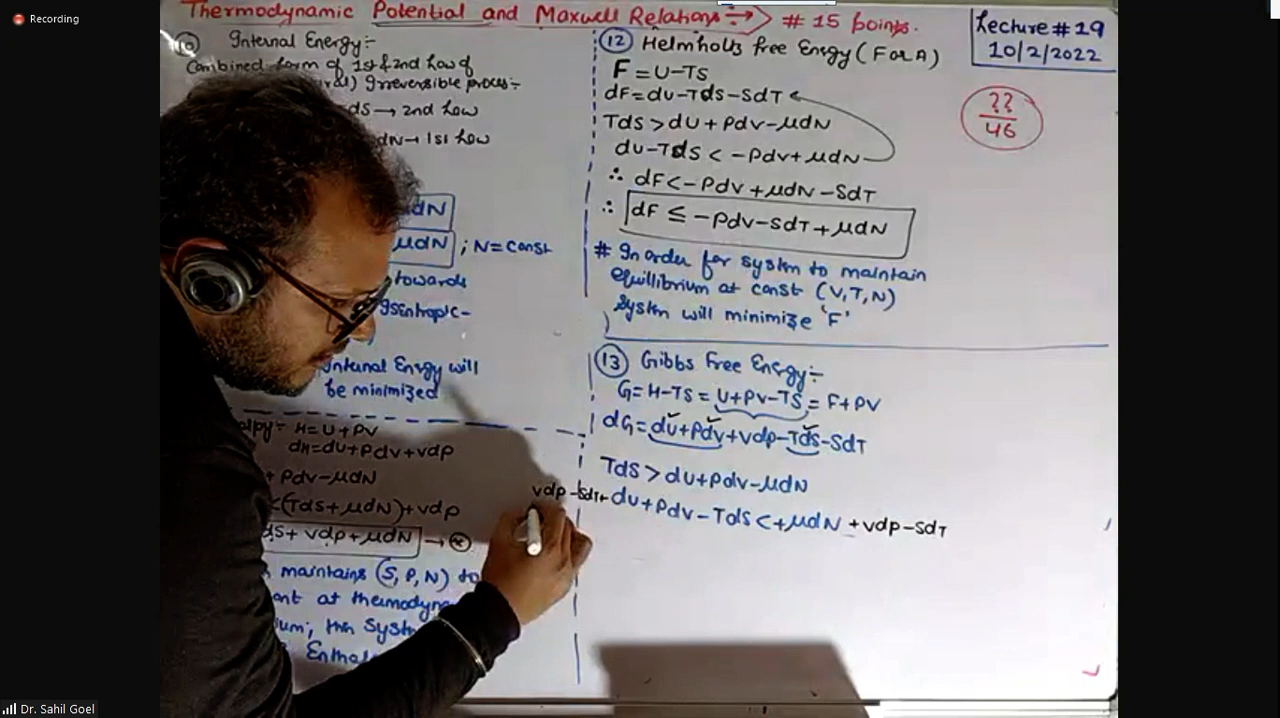 Recording
Thermodynamic Potential and Maxwell Relations ⇒ # 15 points.
Lecture # 19
10/2/2022
??
46
10 Internal Energy:-
Combined form of 1st & 2nd Law of
Irreversible process:-
dS → 2nd Law
dN → 1st Law
dN
μdN ; N = Const
towards
Isentropic-
Internal Energy will
be minimized
H = U + PV
dH = dU + Pdv + vdp
+ Pdv - μdN
<(Tds + μdN) + vdp
ds + vdp + μdN → *
maintains (S, P, N) to
at thermodyna
ium; then Syst
Enthal
12 Helmholtz free Energy (F or A)
F = U - TS
dF = dU - Tds - SdT
Tds > dU + Pdv - μdN
dU - Tds < - Pdv + μdN
∴ dF < - Pdv + μdN - SdT
∴ dF ≤ - Pdv - SdT + μdN
# In order for system to maintain
equilibrium at const (V, T, N)
System will minimize 'F'
13 Gibbs Free Energy:-
G = H - TS = U + PV - TS = F + PV
dG = dU + Pdv + vdp - Tds - SdT
Tds > dU + Pdv - μdN
vdp - SdT + dU + Pdv - Tds < + μdN + vdp - SdT
Dr. Sahil Goel